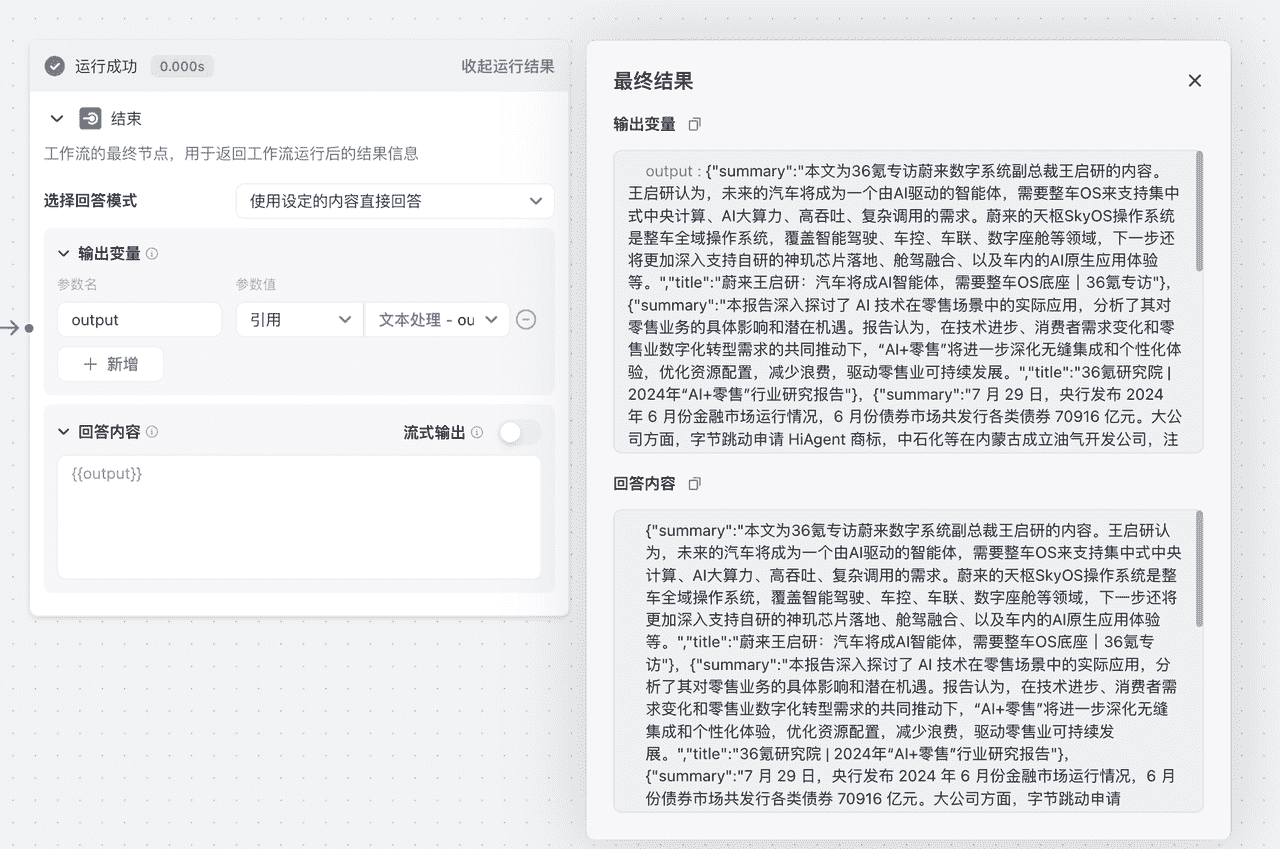 运行成功 0.000s 收起运行结果
结束
工作流的最终节点，用于返回工作流运行后的结果信息
选择回答模式 使用设定的内容直接回答
输出变量
参数名 参数值
output 引用 文本处理 - ou
新增
回答内容 流式输出
{{output}}
最终结果
输出变量
output : {"summary":"本文为36氪专访蔚来数字系统副总裁王启研的内容。
王启研认为，未来的汽车将成为一个由AI驱动的智能体，需要整车OS来支持集中
式中央计算、AI大算力、高吞吐、复杂调用的需求。蔚来的天枢SkyOS操作系统
是整车全域操作系统，覆盖智能驾驶、车控、车联、数字座舱等领域，下一步还
将更加深入支持自研的神玑芯片落地、舱驾融合、以及车内的AI原生应用体验
等。","title":"蔚来王启研：汽车将成AI智能体，需要整车OS底座｜36氪专访"},
{"summary":"本报告深入探讨了 AI 技术在零售场景中的实际应用，分析了其对
零售业务的具体影响和潜在机遇。报告认为，在技术进步、消费者需求变化和零
售业数字化转型需求的共同推动下，“AI+零售”将进一步深化无缝集成和个性化体
验，优化资源配置，减少浪费，驱动零售业可持续发展。","title":"36氪研究院 |
2024年“AI+零售”行业研究报告"}，{"summary":"7 月 29 日，央行发布 2024
年 6 月份金融市场运行情况，6 月份债券市场共发行各类债券 70916 亿元。大公
司方面，字节跳动申请 HiAgent 商标，中石化等在内蒙古成立油气开发公司，注
回答内容
{"summary":"本文为36氪专访蔚来数字系统副总裁王启研的内容。王启研认
为，未来的汽车将成为一个由AI驱动的智能体，需要整车OS来支持集中式中央
计算、AI大算力、高吞吐、复杂调用的需求。蔚来的天枢SkyOS操作系统是整
车全域操作系统，覆盖智能驾驶、车控、车联、数字座舱等领域，下一步还将
更加深入支持自研的神玑芯片落地、舱驾融合、以及车内的AI原生应用体验
等。","title":"蔚来王启研：汽车将成AI智能体，需要整车OS底座｜36氪专
访"}，{"summary":"本报告深入探讨了 AI 技术在零售场景中的实际应用，分
析了其对零售业务的具体影响和潜在机遇。报告认为，在技术进步、消费者需
求变化和零售业数字化转型需求的共同推动下，“AI+零售”将进一步深化无缝
集成和个性化体验，优化资源配置，减少浪费，驱动零售业可持续发
展。","title":"36氪研究院 | 2024年“AI+零售”行业研究报告"},
{"summary":"7 月 29 日，央行发布 2024 年 6 月份金融市场运行情况，6 月
份债券市场共发行各类债券 70916 亿元。大公司方面，字节跳动申请